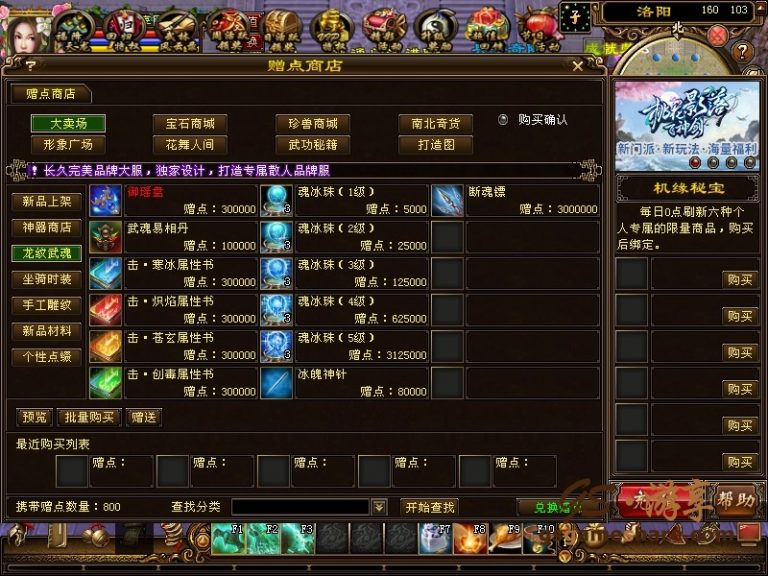 洛阳 160 103
北
赠点商店
赠点商店
大卖场 宝石商城 珍兽商城 南北奇货 购买确认
形象广场 花舞人间 武功秘籍 打造图
！长久完美品牌大服，独家设计，打造专属散人品牌服
新品上架
神器商店
龙纹武魂
坐骑时装
手工雕纹
新品材料
个性点缀
御瑶盘
赠点：300000
武魂易相丹
赠点：100000
击·寒冰属性书
赠点：300000
击·炽焰属性书
赠点：300000
击·苍玄属性书
赠点：300000
击·创毒属性书
赠点：300000
魂冰珠（1级）
赠点：5000
魂冰珠（2级）
赠点：25000
魂冰珠（3级）
赠点：125000
魂冰珠（4级）
赠点：625000
魂冰珠（5级）
赠点：3125000
冰魄神针
赠点：80000
断魂镖
赠点：3000000
预览 批量购买 赠送
最近购买列表
赠点： 赠点： 赠点： 赠点： 赠点：
携带赠点数量：800 查找分类 开始查找
新门派·新玩法·海量福利
机缘秘宝
每日0点刷新六种个
人专属的限量商品，购买
后绑定。
购买
购买
购买
购买
购买
购买
帮助
F1 F2 F3 F7 F8 F9 F10